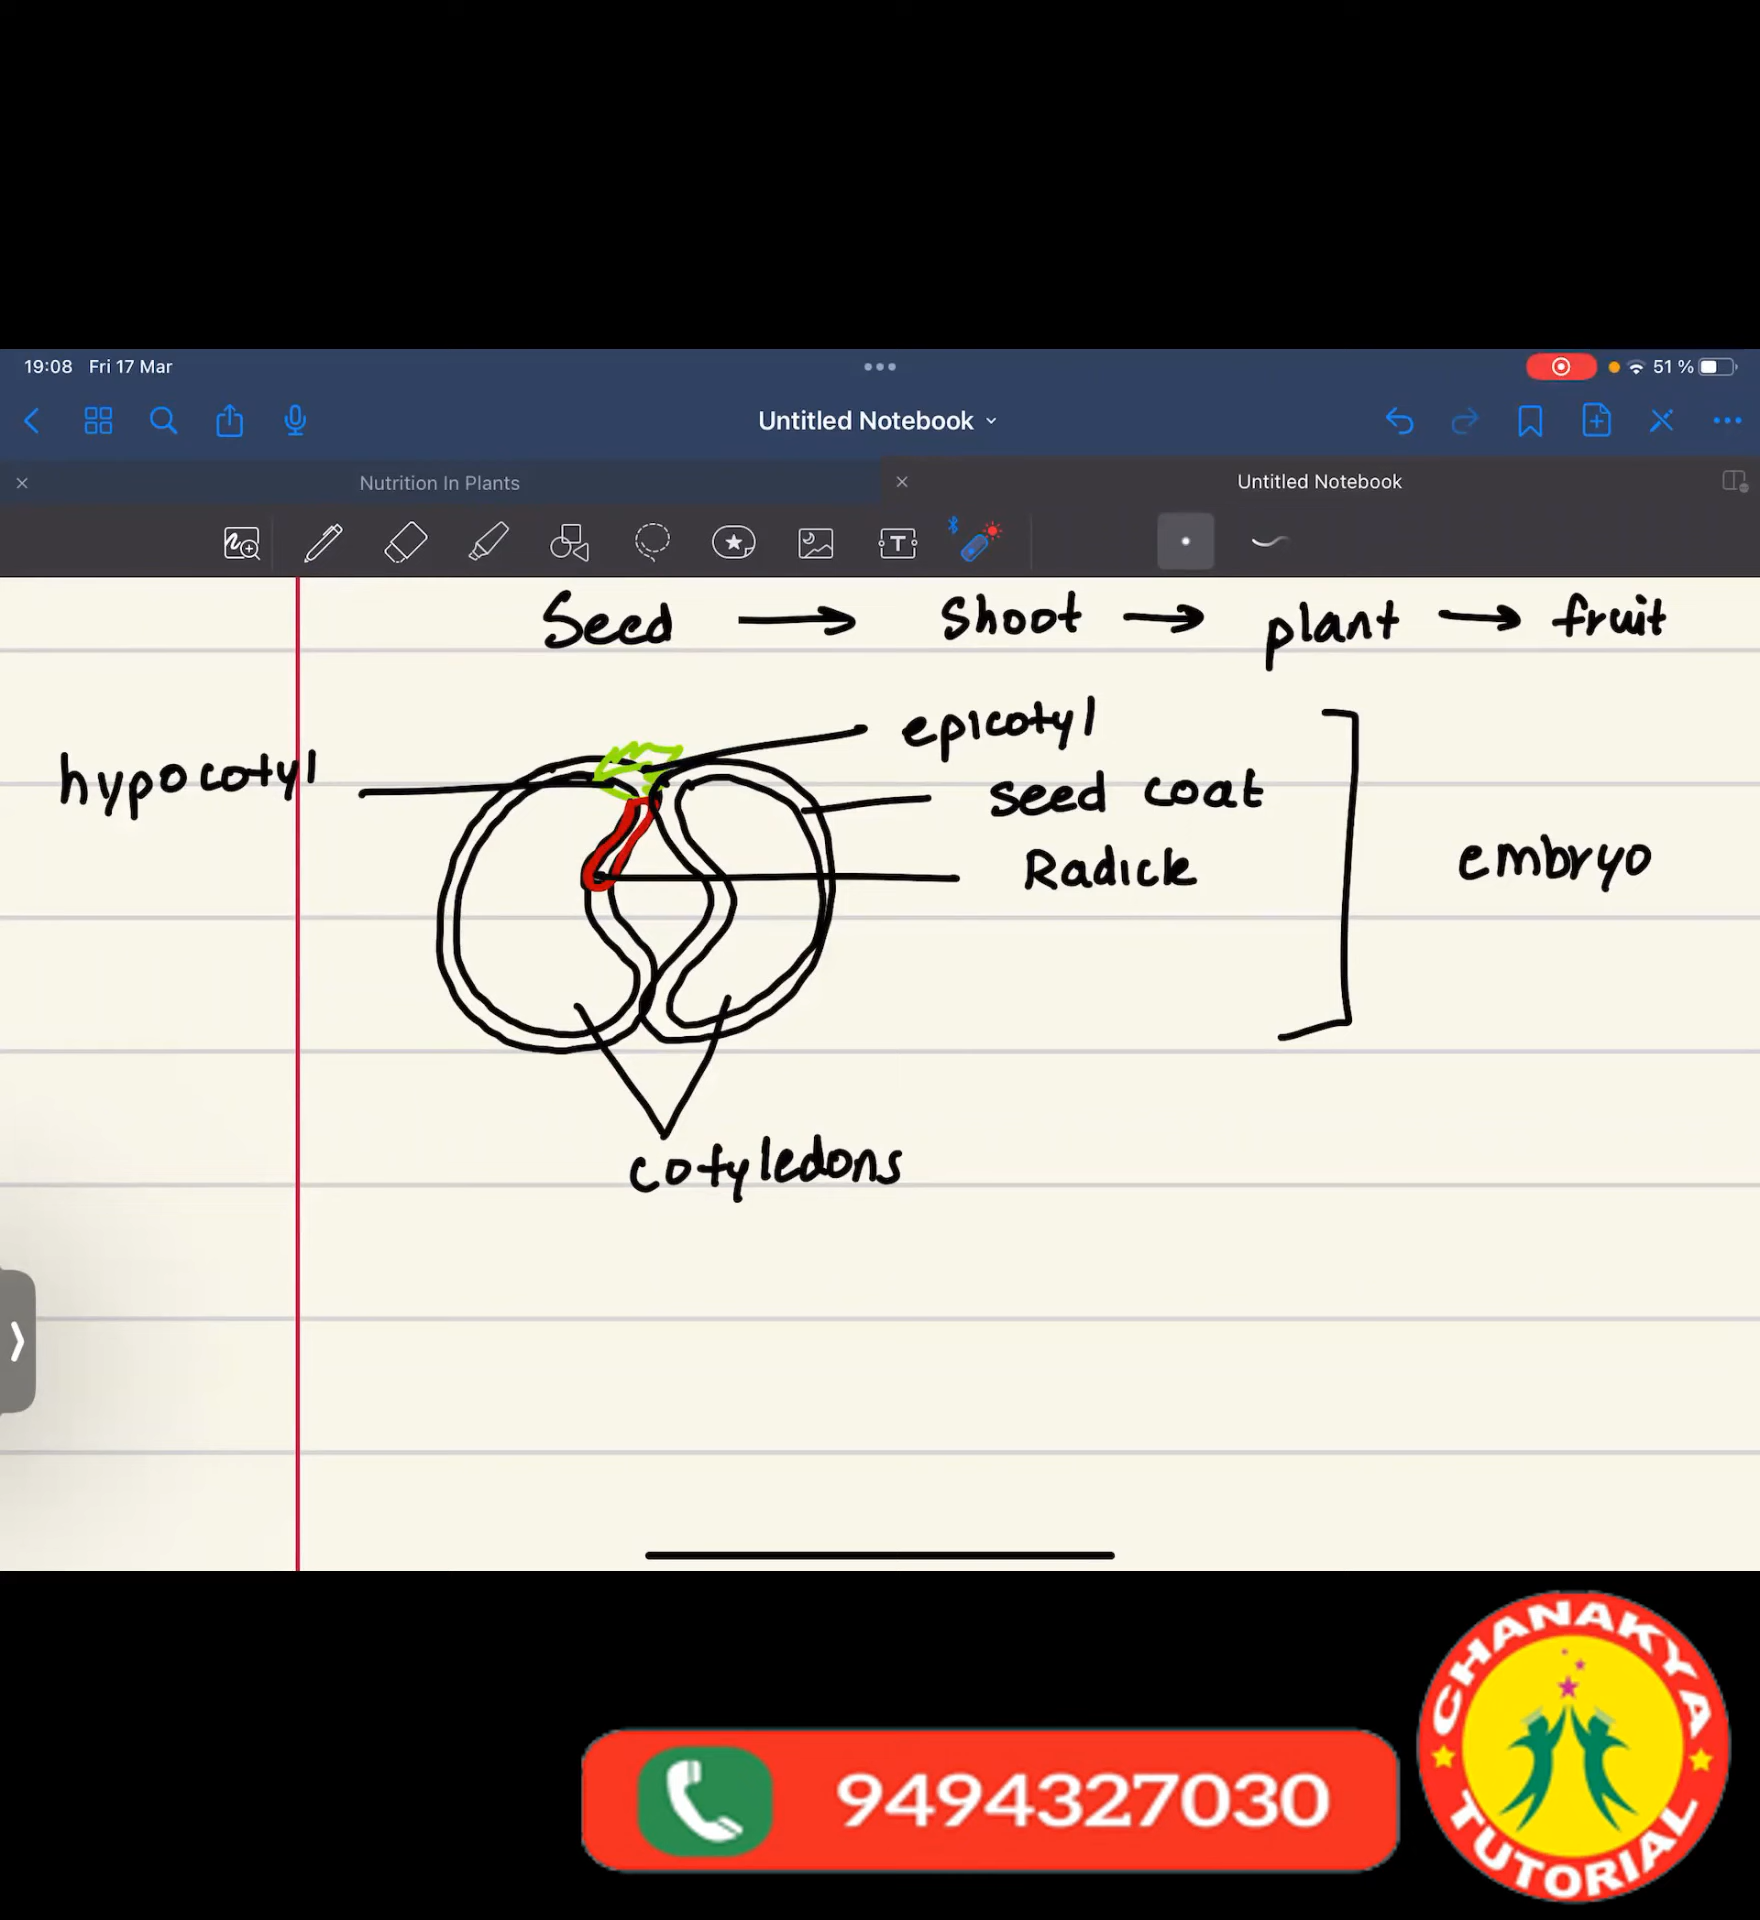 19:08 Fri 17 Mar
51 %
Untitled Notebook
Nutrition In Plants
Untitled Notebook
T
Seed → Shoot → plant → fruit
epicotyl
hypocotyl
seed coat
Radicle
embryo
cotyledons
CHANAKYA
TUTORIAL
9494327030